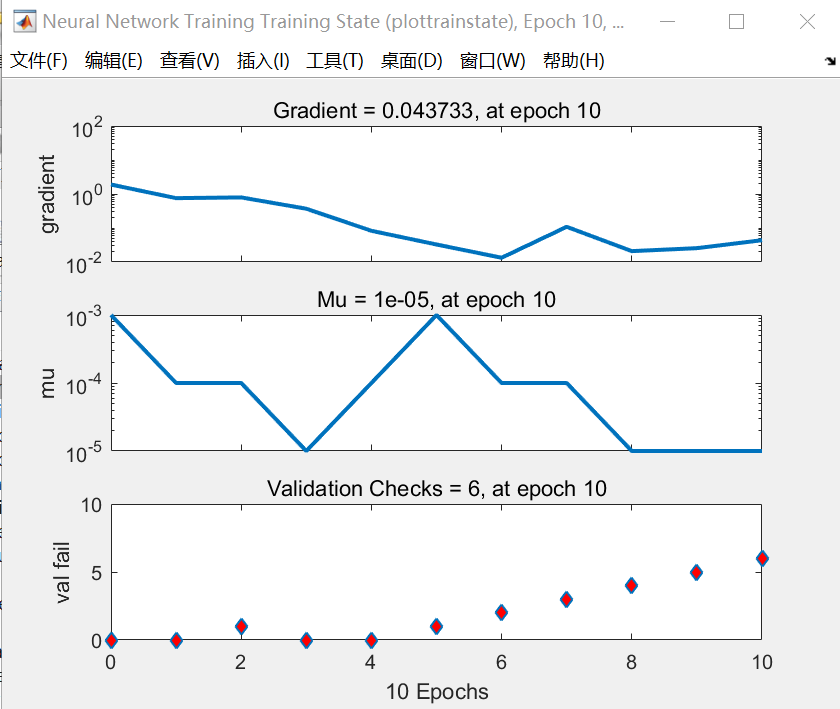 Neural Network Training Training State (plottrainstate), Epoch 10, ...
文件(F) 编辑(E) 查看(V) 插入(I) 工具(T) 桌面(D) 窗口(W) 帮助(H)
Gradient = 0.043733, at epoch 10
10^2
10^0
10^-2
gradient
Mu = 1e-05, at epoch 10
10^-3
10^-4
10^-5
mu
Validation Checks = 6, at epoch 10
10
5
0
val fail
0 2 4 6 8 10
10 Epochs